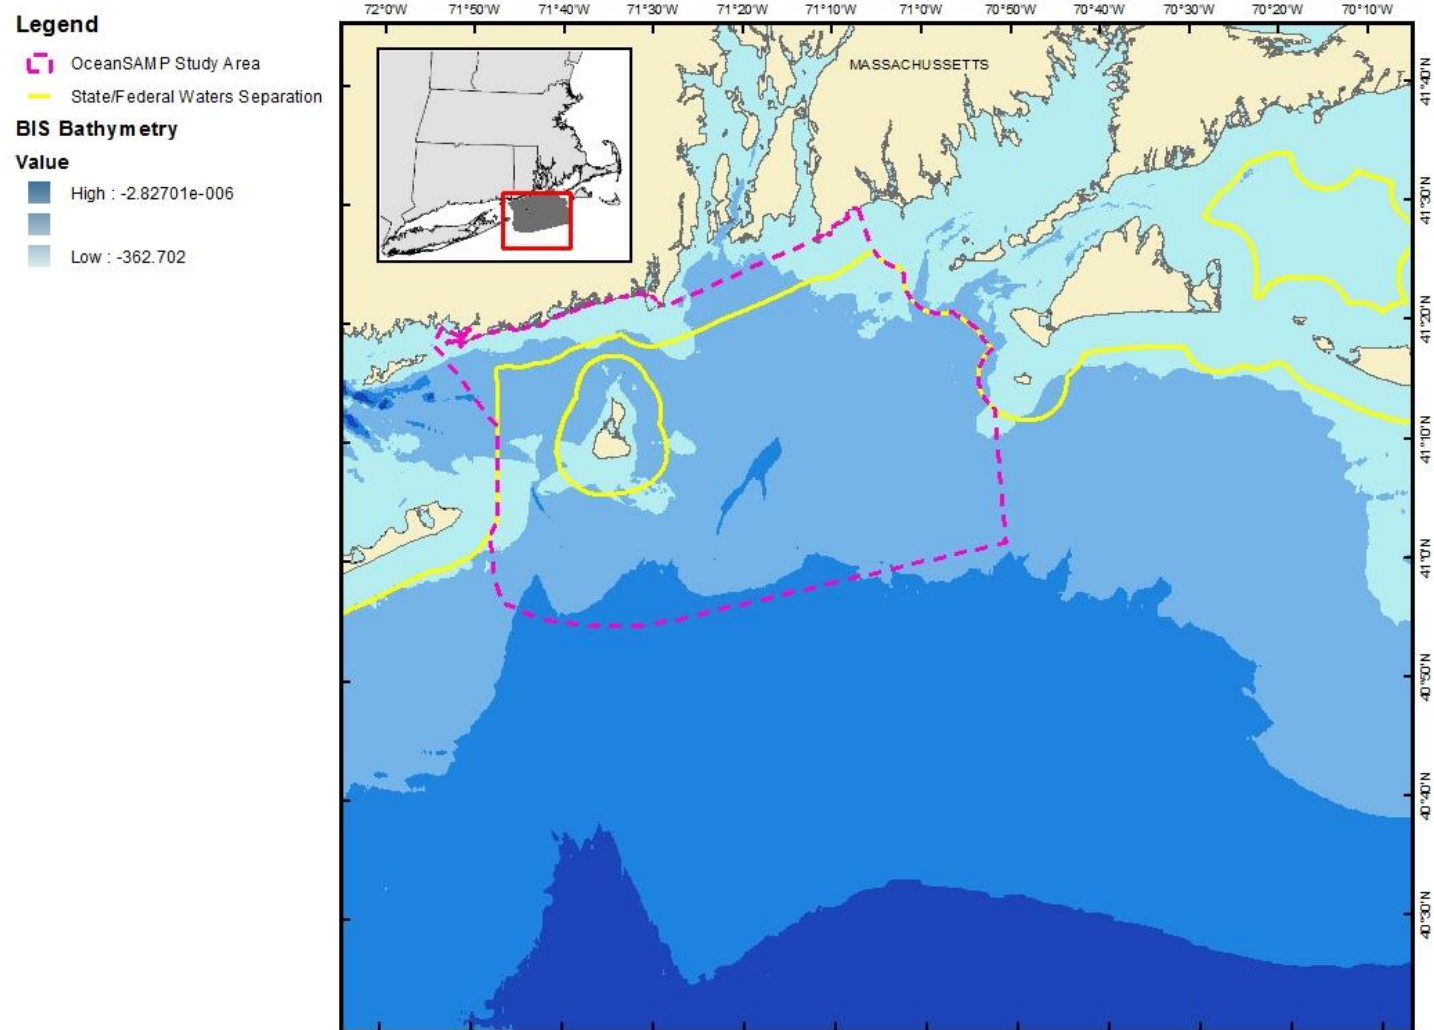 Legend
OceanSAMP Study Area
State/Federal Waters Separation
BIS Bathymetry
Value
High : -2.82701e-006
Low : -362.702
72°0'W 71°50'W 71°40'W 71°30'W 71°20'W 71°10'W 71°0'W 70°50'W 70°40'W 70°30'W 70°20'W 70°10'W
MASSACHUSSETTS
41°40'N
41°30'N
41°20'N
41°10'N
41°0'N
40°50'N
40°40'N
40°30'N